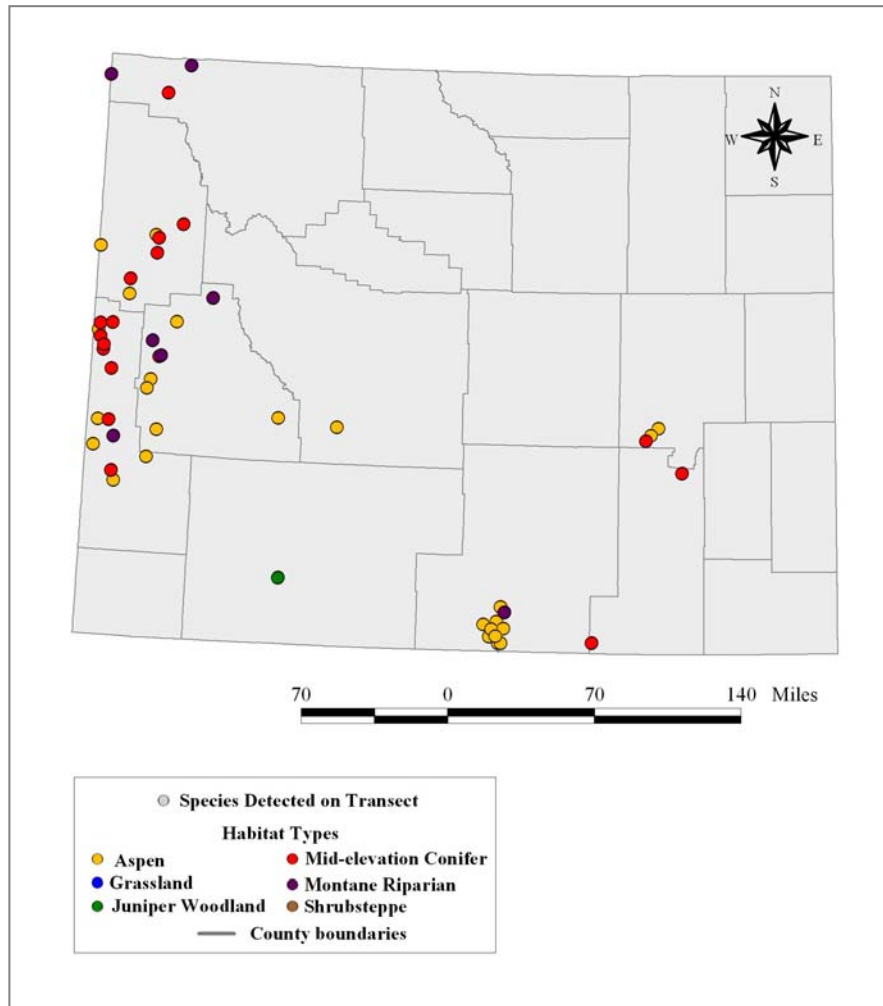 N
W E
S
70 0 70 140 Miles
Species Detected on Transect
Habitat Types
Aspen Mid-elevation Conifer
Grassland Montane Riparian
Juniper Woodland Shrubsteppe
County boundaries